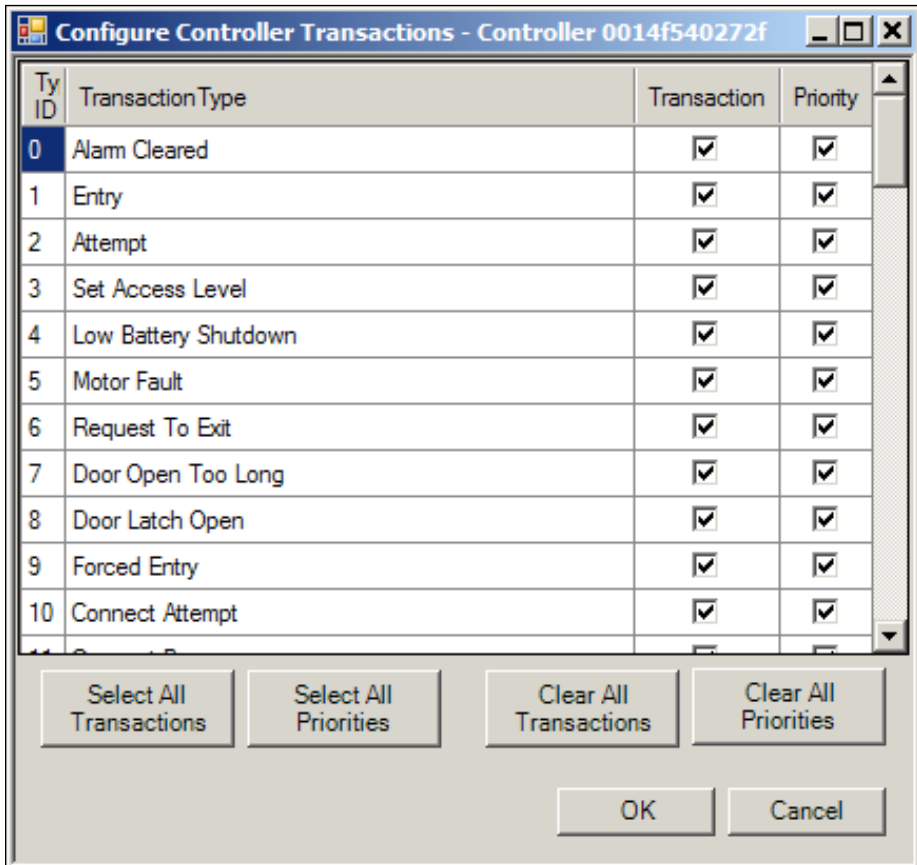 Configure Controller Transactions - Controller 0014f540272f
Ty
ID TransactionType Transaction Priority
0 Alarm Cleared
1 Entry
2 Attempt
3 Set Access Level
4 Low Battery Shutdown
5 Motor Fault
6 Request To Exit
7 Door Open Too Long
8 Door Latch Open
9 Forced Entry
10 Connect Attempt
Select All Select All Clear All Clear All
Transactions Priorities Transactions Priorities
OK Cancel